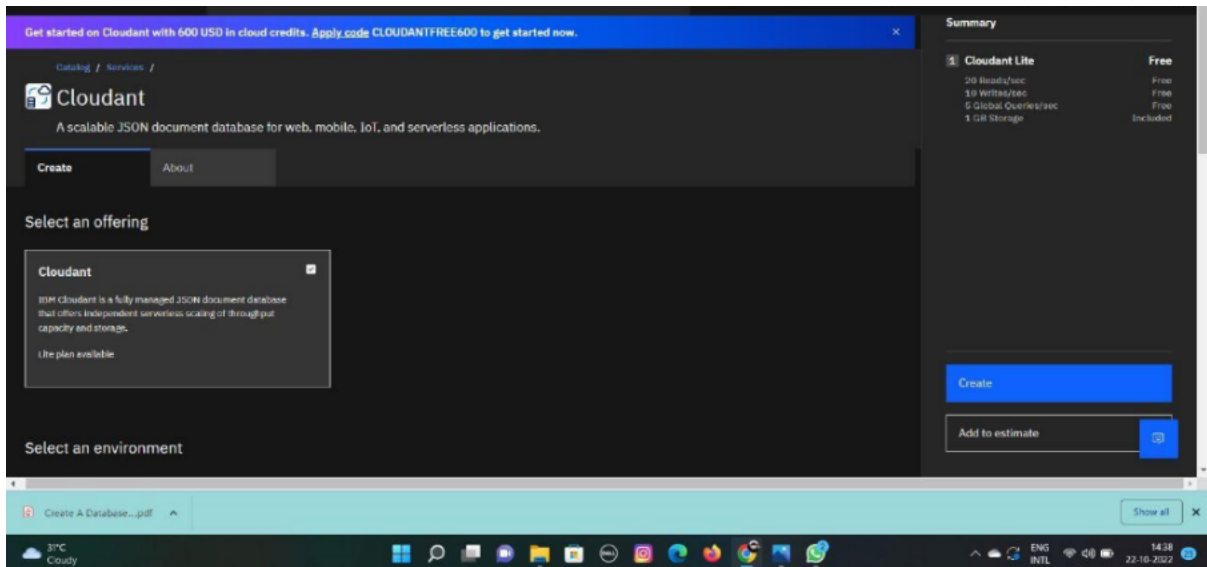 Get started on Cloudant with 600 USD in cloud credits. Apply code CLOUDANTFREE600 to get started now.
Catalog / Services /
Cloudant
A scalable JSON document database for web, mobile, IoT, and serverless applications.
Create
About
Select an offering
Cloudant
IBM Cloudant is a fully managed JSON document database
that offers independent serverless scaling of throughput
capacity and storage.
Lite plan available
Select an environment
Summary
1 Cloudant Lite Free
20 Reads/sec Free
10 Writes/sec Free
5 Global Queries/sec Free
1 GB Storage Included
Create
Add to estimate
Create A Database....pdf
Show all
31°C
Cloudy
DELL
ENG
INTL
14:38
22-10-2022